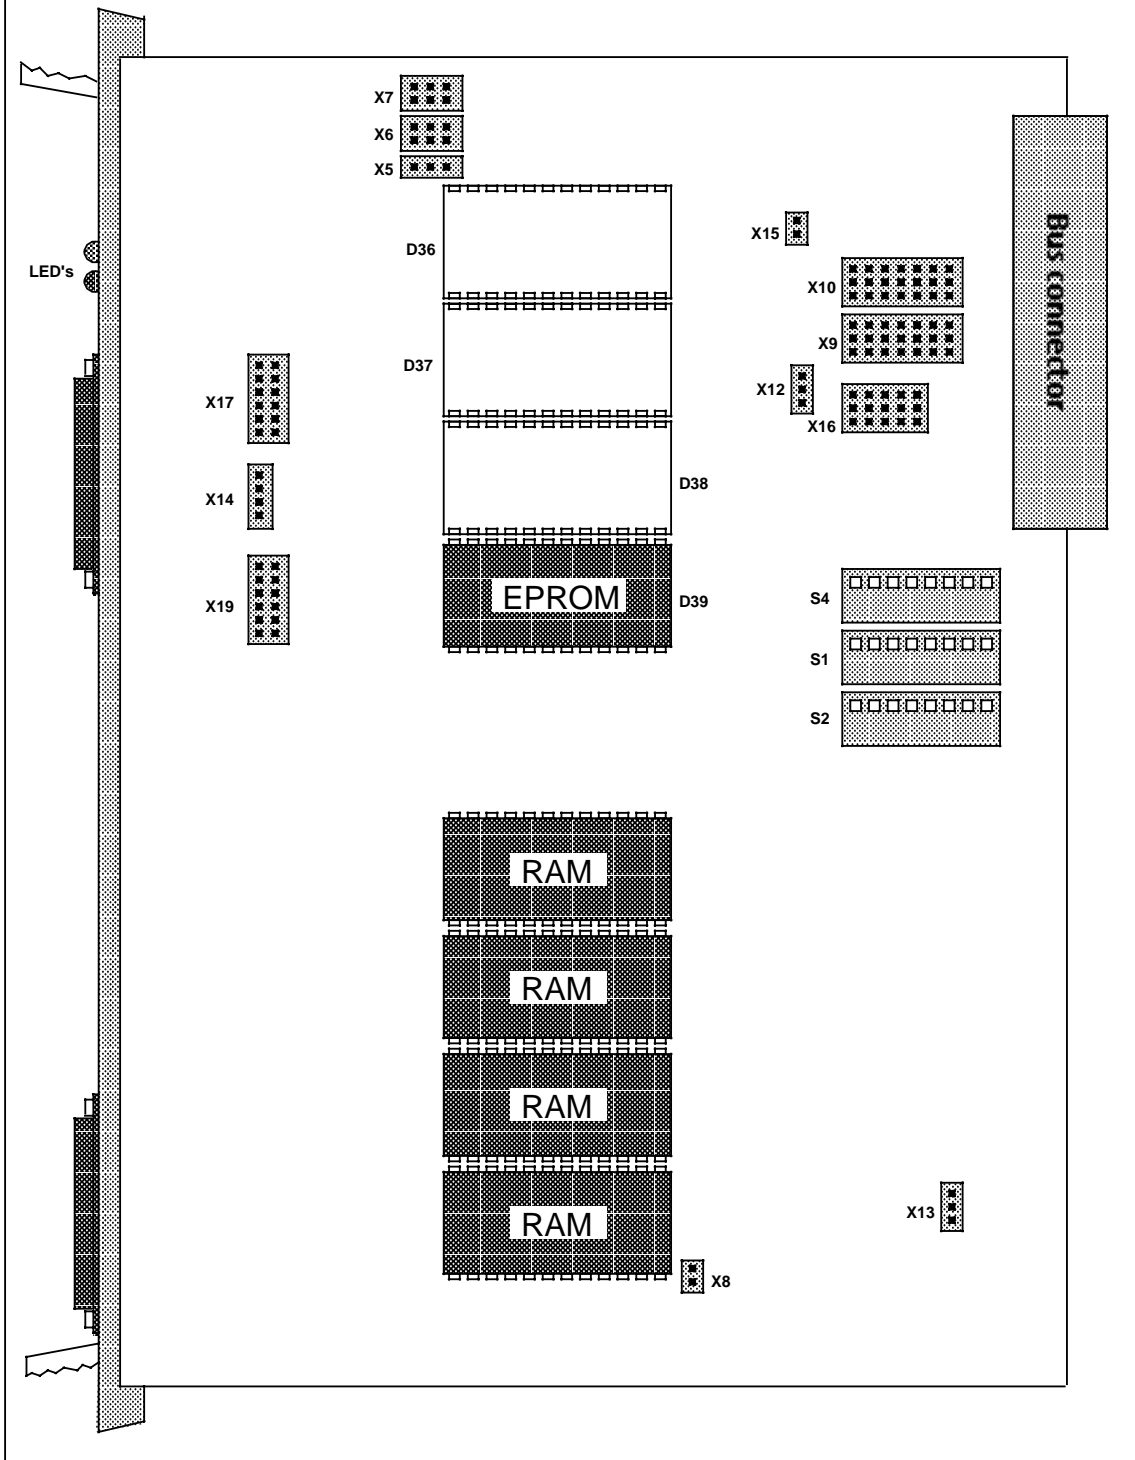 X7
X6
X5
D36
X15
LED's
X10
Bus connector
X9
D37
X12
X17
X16
D38
X14
EPROM
D39
S4
X19
S1
S2
RAM
RAM
RAM
RAM
X13
X8